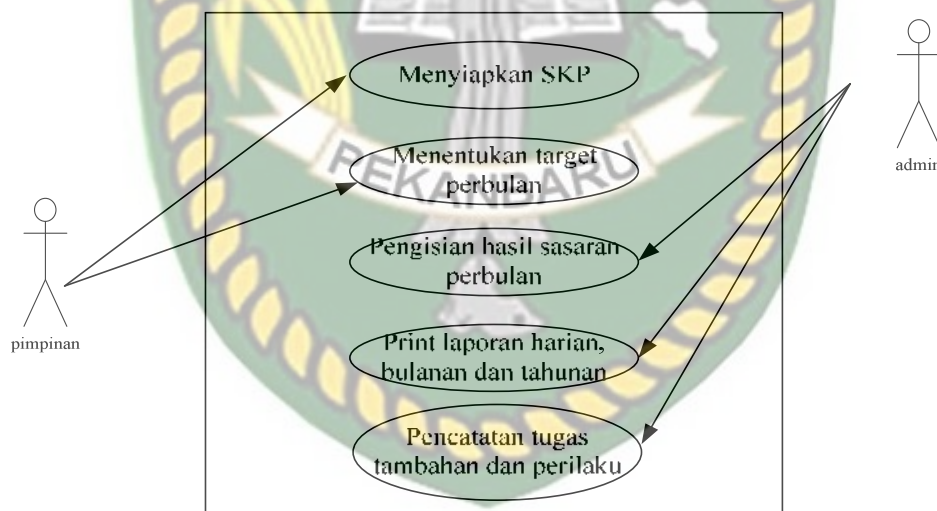 Menyiapkan SKP
PEKANBARU
Menentukan target
perbulan
Pengisian hasil sasaran
perbulan
Print laporan harian,
bulanan dan tahunan
Pencatatan tugas
tambahan dan perilaku
pimpinan
admin